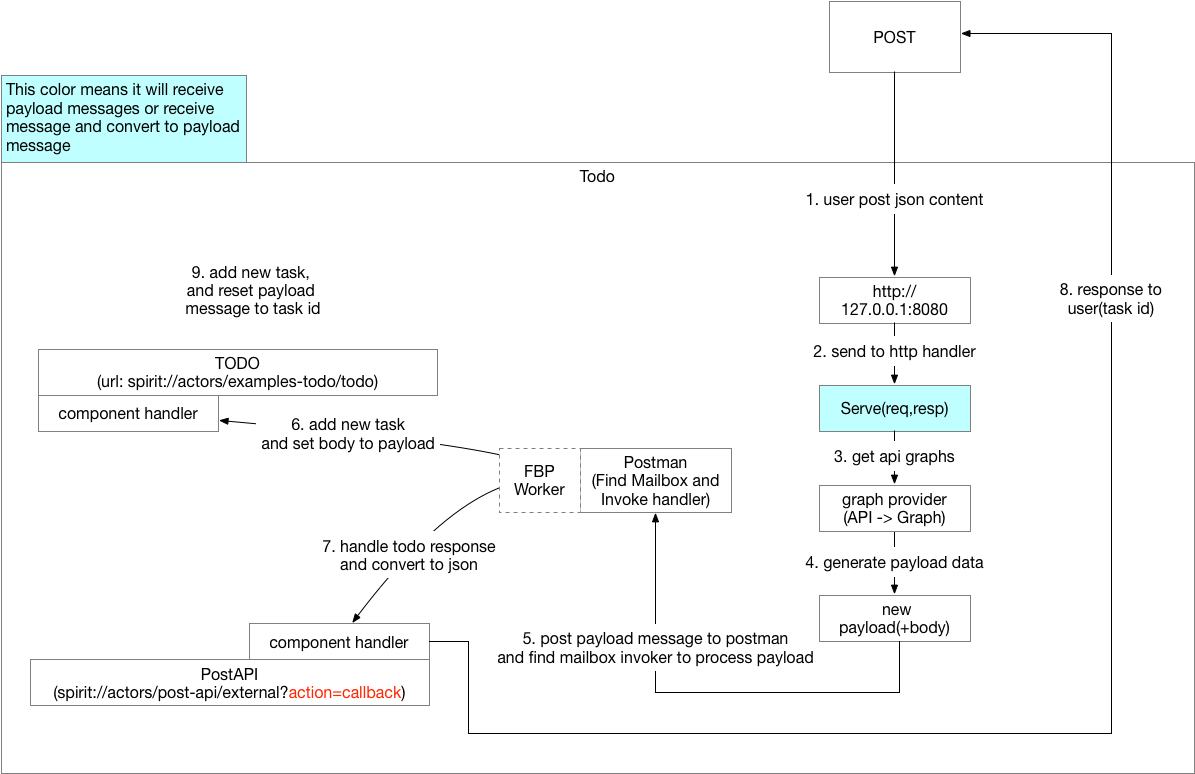 POST
This color means it will receive
payload messages or receive
message and convert to payload
message
Todo
1. user post json content
9. add new task,
and reset payload
message to task id
http://
127.0.0.1:8080
8. response to
user(task id)
2. send to http handler
TODO
(url: spirit://actors/examples-todo/todo)
component handler
Serve(req,resp)
6. add new task
and set body to payload
3. get api graphs
FBP
Worker
Postman
(Find Mailbox and
Invoke handler)
graph provider
(API -> Graph)
7. handle todo response
and convert to json
4. generate payload data
new
payload(+body)
component handler
5. post payload message to postman
and find mailbox invoker to process payload
PostAPI
(spirit://actors/post-api/external?action=callback)